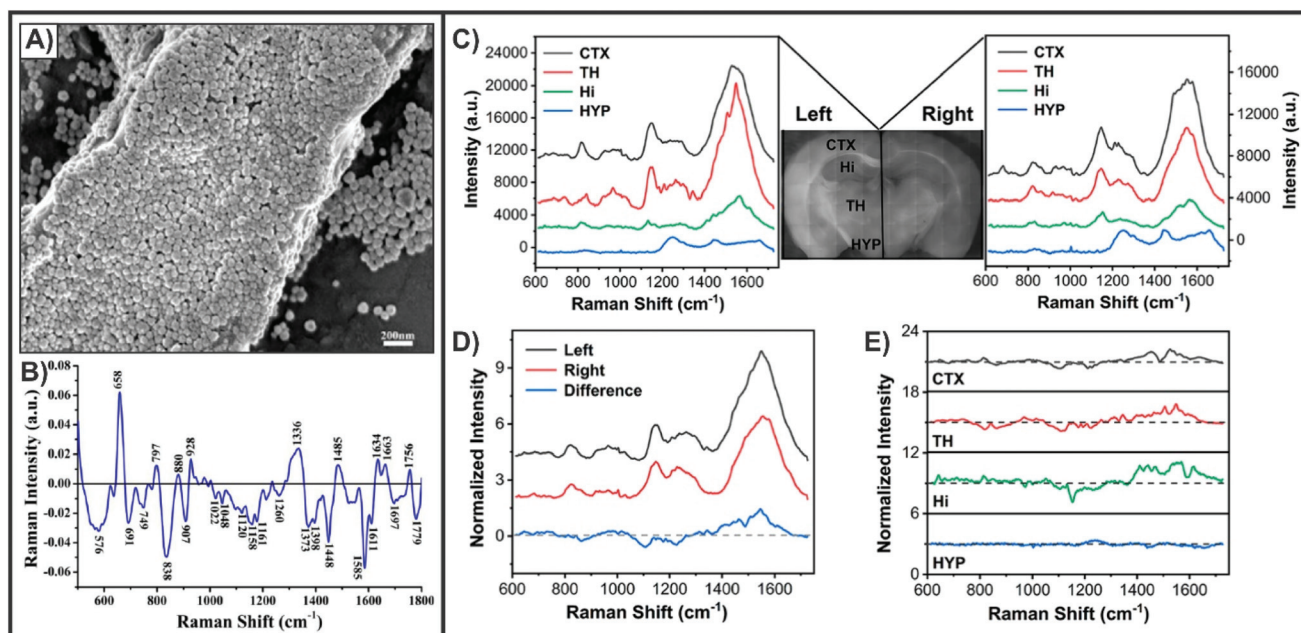 A)
200nm
B)
Raman Intensity (a.u.)
0.08
0.06
0.04
0.02
0.00
-0.02
-0.04
-0.06
576
658
691
749
797
838
880
907
928
1022
1048
1120
1158
1161
1260
1336
1373
1398
1448
1485
1585
1611
1634
1663
1697
1756
1779
600 800 1000 1200 1400 1600 1800
Raman Shift (cm⁻¹)
C)
Intensity (a.u.)
24000
20000
16000
12000
8000
4000
0
CTX
TH
Hi
HYP
600 800 1000 1200 1400 1600
Raman Shift (cm⁻¹)
Left Right
CTX
Hi
TH
HYP
CTX
TH
Hi
HYP
16000
12000
8000
4000
0
Intensity (a.u.)
600 800 1000 1200 1400 1600
Raman Shift (cm⁻¹)
D)
Normalized Intensity
9
6
3
0
Left
Right
Difference
600 800 1000 1200 1400 1600
Raman Shift (cm⁻¹)
E)
Normalized Intensity
24
18
12
6
0
CTX
TH
Hi
HYP
600 800 1000 1200 1400 1600
Raman Shift (cm⁻¹)